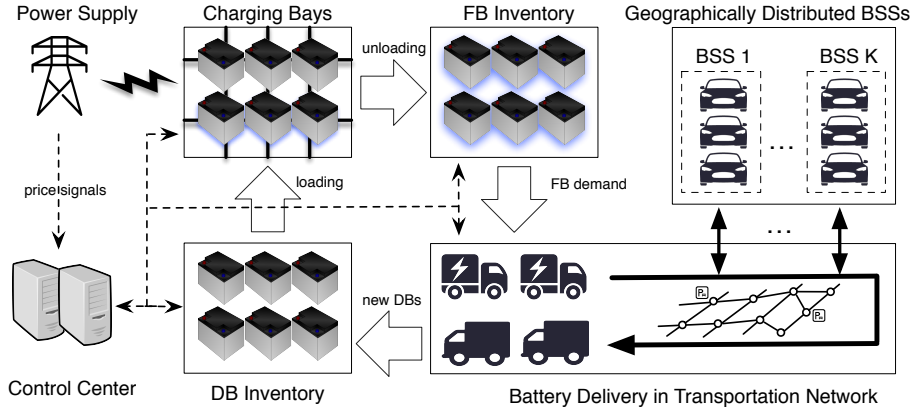 Power Supply
Charging Bays
FB Inventory
Geographically Distributed BSSs
unloading
BSS 1
BSS K
...
price signals
loading
FB demand
...
new DBs
Control Center
DB Inventory
Battery Delivery in Transportation Network